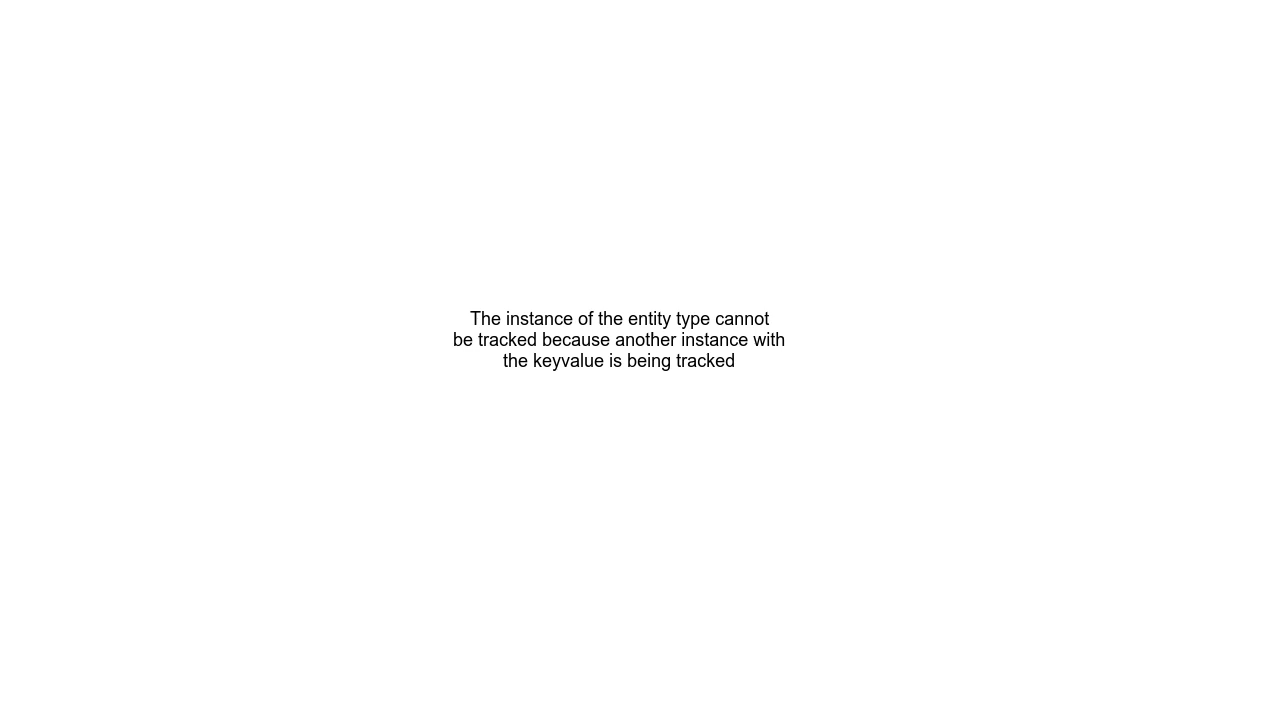 The instance of the entity type cannot
be tracked because another instance with
the keyvalue is being tracked